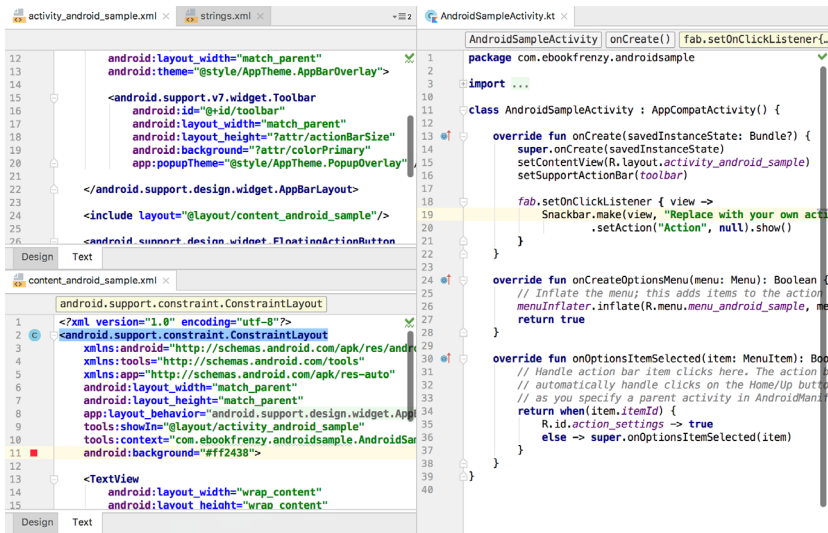 activity_android_sample.xml
strings.xml
2
12 android:layout_width="match_parent"
13 android:theme="@style/AppTheme.AppBarOverlay">
14
15 <android.support.v7.widget.Toolbar
16 android:id="@+id/toolbar"
17 android:layout_width="match_parent"
18 android:layout_height="?attr/actionBarSize"
19 android:background="?attr/colorPrimary"
20 app:popupTheme="@style/AppTheme.PopupOverlay"
21
22 </android.support.design.widget.AppBarLayout>
23
24 <include layout="@layout/content_android_sample"/>
25
26 <android.support.design.widget.FloatingActionButton
Design Text
content_android_sample.xml
android.support.constraint.ConstraintLayout
1 <?xml version="1.0" encoding="utf-8"?>
2 C <android.support.constraint.ConstraintLayout
3 xmlns:android="http://schemas.android.com/apk/res/andro
4 xmlns:tools="http://schemas.android.com/tools"
5 xmlns:app="http://schemas.android.com/apk/res-auto"
6 android:layout_width="match_parent"
7 android:layout_height="match_parent"
8 app:layout_behavior="android.support.design.widget.AppB
9 tools:showIn="@layout/activity_android_sample"
10 tools:context="com.ebookfrenzy.androidsample.AndroidSam
11 android:background="#ff2438">
12
13 <TextView
14 android:layout_width="wrap_content"
15 android:layout_height="wrap_content"
Design Text
AndroidSampleActivity.kt
AndroidSampleActivity onCreate() fab.setOnClickListener{...
1 package com.ebookfrenzy.androidsample
2
3 import ...
10
11 class AndroidSampleActivity : AppCompatActivity() {
12
13 override fun onCreate(savedInstanceState: Bundle?) {
14 super.onCreate(savedInstanceState)
15 setContentView(R.layout.activity_android_sample)
16 setSupportActionBar(toolbar)
17
18 fab.setOnClickListener { view ->
19 Snackbar.make(view, "Replace with your own acti
20 .setAction("Action", null).show()
21 }
22 }
23
24 override fun onCreateOptionsMenu(menu: Menu): Boolean {
25 // Inflate the menu; this adds items to the action
26 menuInflater.inflate(R.menu.menu_android_sample, me
27 return true
28 }
29
30 override fun onOptionsItemSelected(item: MenuItem): Boo
31 // Handle action bar item clicks here. The action b
32 // automatically handle clicks on the Home/Up butto
33 // as you specify a parent activity in AndroidManif
34 return when(item.itemId) {
35 R.id.action_settings -> true
36 else -> super.onOptionsItemSelected(item)
37 }
38 }
39 }
40